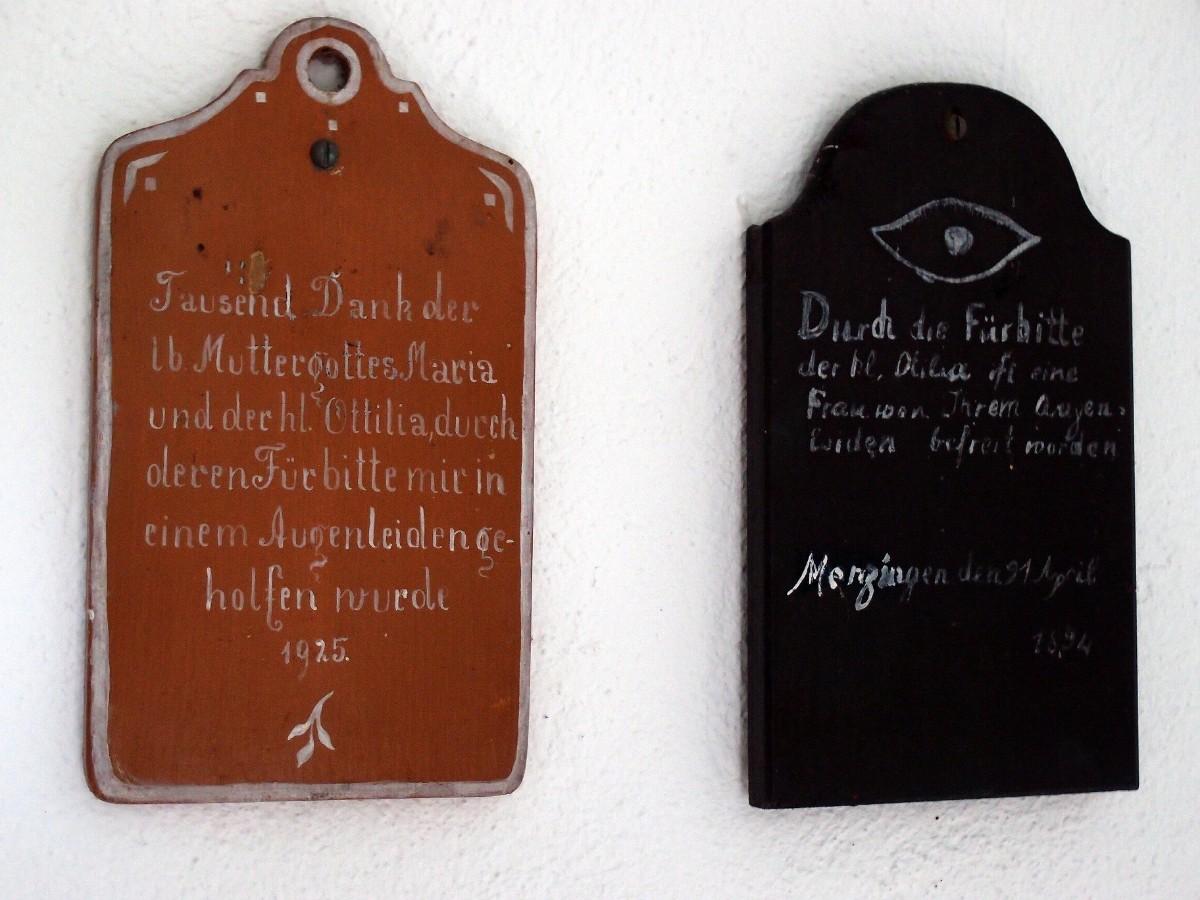 Tausend Dank der
lb. Muttergottes Maria
und der hl. Ottilia, durch
deren Fürbitte mir in
einem Augenleiden ge-
holfen wurde
1925.
Durch die Fürbitte
der hl. Otilia ist eine
Frau von Ihrem Augen-
leiden befreit worden
Menzingen den 21 April
1894